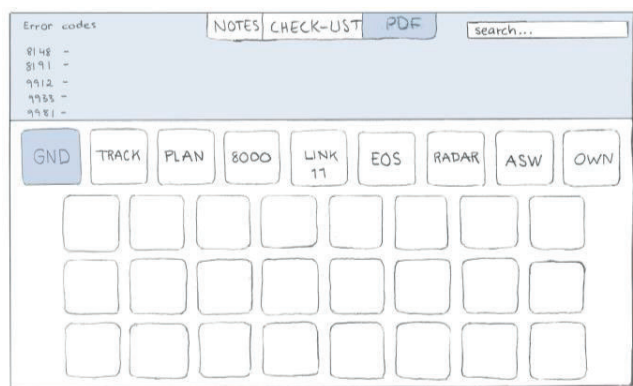 Error codes
NOTES CHECK-LIST PDF
search...
8148 -
8191 -
9912 -
9933 -
9981 -
GND TRACK PLAN 8000 LINK 11 EOS RADAR ASW OWN